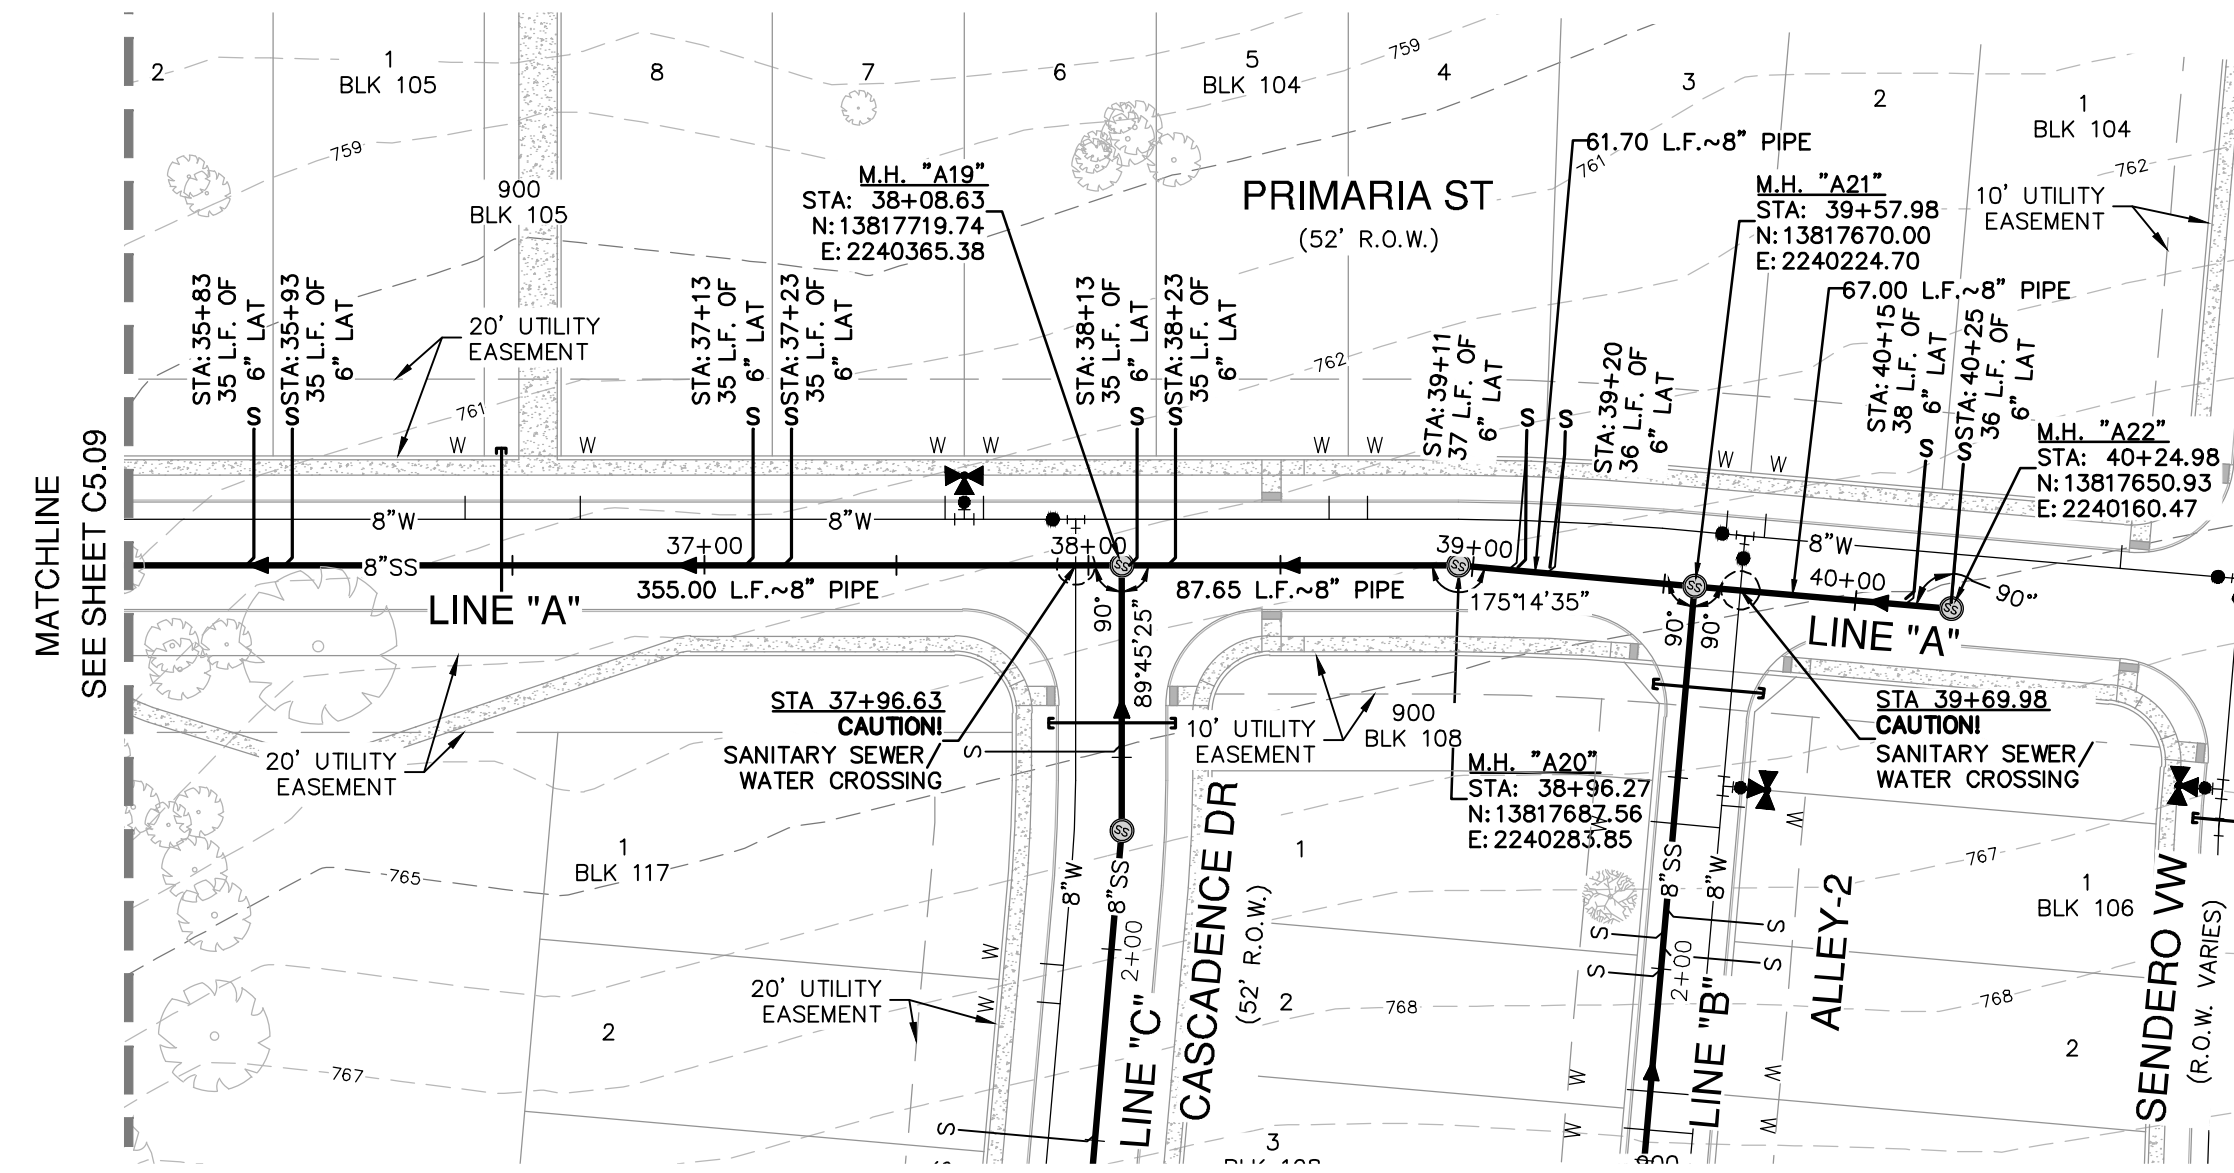 2
1
BLK 105
8
7
6
5
BLK 104
4
3
2
1
BLK 104
759
759
761
762
900
BLK 105
M.H. "A19"
STA: 38+08.63
N:13817719.74
E:2240365.38
PRIMARIA ST
(52' R.O.W.)
61.70 L.F.~8" PIPE
M.H. "A21"
STA: 39+57.98
N:13817670.00
E:2240224.70
10' UTILITY
EASEMENT
67.00 L.F.~8" PIPE
STA:35+83
35 L.F. OF
6" LAT
S
STA:35+93
35 L.F. OF
6" LAT
S
20' UTILITY
EASEMENT
STA:37+13
35 L.F. OF
6" LAT
S
STA:37+23
35 L.F. OF
6" LAT
S
STA:38+13
35 L.F. OF
6" LAT
S
STA:38+23
35 L.F. OF
6" LAT
S
762
STA:39+11
37 L.F. OF
6" LAT
S
S
STA:39+20
36 L.F. OF
6" LAT
STA:40+15
38 L.F. OF
6" LAT
S
STA:40+25
36 L.F. OF
6" LAT
S
M.H. "A22"
STA: 40+24.98
N:13817650.93
E:2240160.47
761
W
W
W
W
W
W
W
W
MATCHLINE
SEE SHEET C5.09
8"W
8"W
8"W
37+00
38+00
39+00
40+00
8"SS
355.00 L.F.~8" PIPE
87.65 L.F.~8" PIPE
SS
SS
SS
SS
175°14'35"
90°
LINE "A"
LINE "A"
90°
89°45'25"
90°
90°
STA 37+96.63
CAUTION!
SANITARY SEWER/
WATER CROSSING
S
10' UTILITY
EASEMENT
900
BLK 108
M.H. "A20"
STA: 38+96.27
N:13817687.56
E:2240283.85
STA 39+69.98
CAUTION!
SANITARY SEWER/
WATER CROSSING
20' UTILITY
EASEMENT
SS
1
BLK 117
765
8"W
8"SS
2+00
CASCADENCE DR
(52' R.O.W.)
1
W
8"SS
8"W
W
767
1
BLK 106
ALLEY-2
SENDERO VW
(R.O.W. VARIES)
S
S
S
S
2+00
W
W
20' UTILITY
EASEMENT
2
2
768
768
2
767
LINE "C"
LINE "B"
W
W
W
W
S
3
BLK 108
900